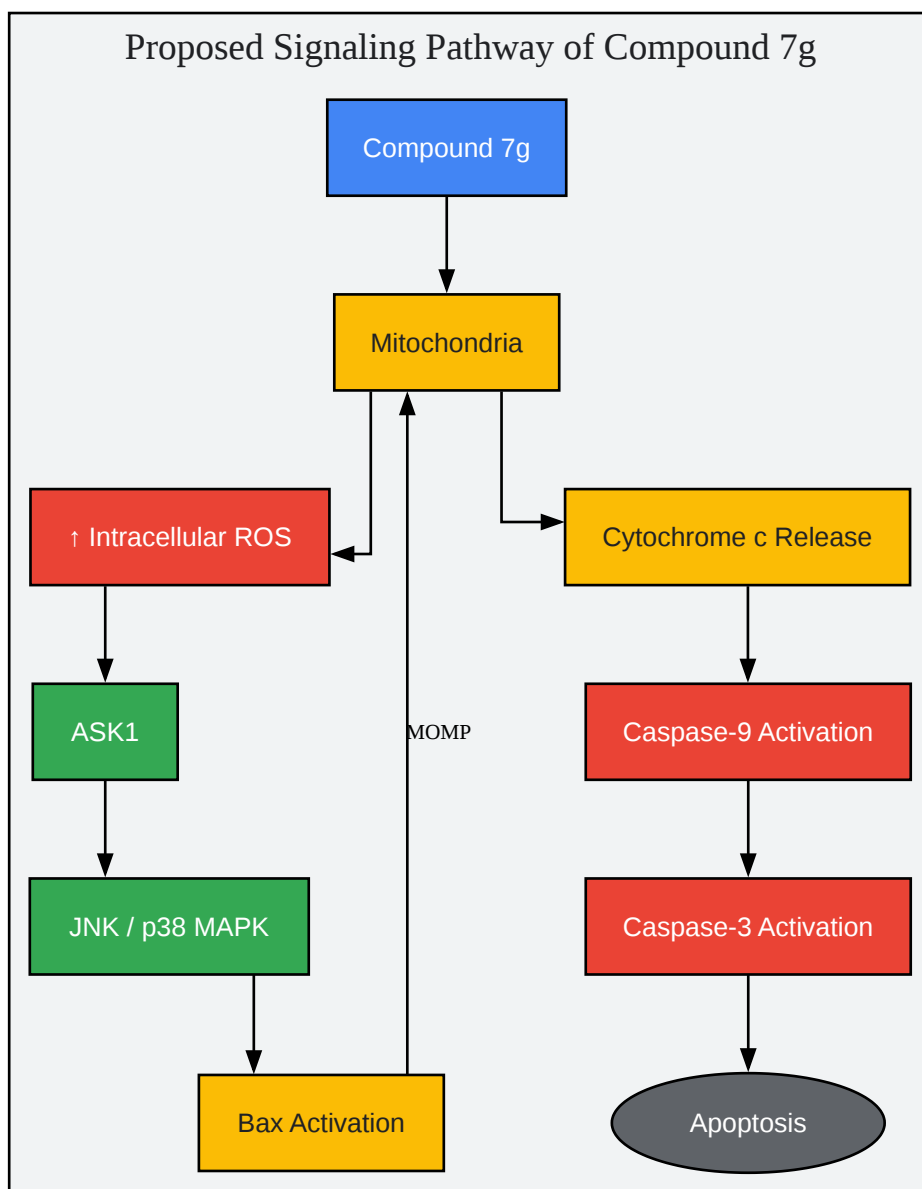 Proposed Signaling Pathway of Compound 7g
Compound 7g
Mitochondria
↑ Intracellular ROS
Cytochrome c Release
ASK1
MOMP
Caspase-9 Activation
JNK / p38 MAPK
Caspase-3 Activation
Bax Activation
Apoptosis